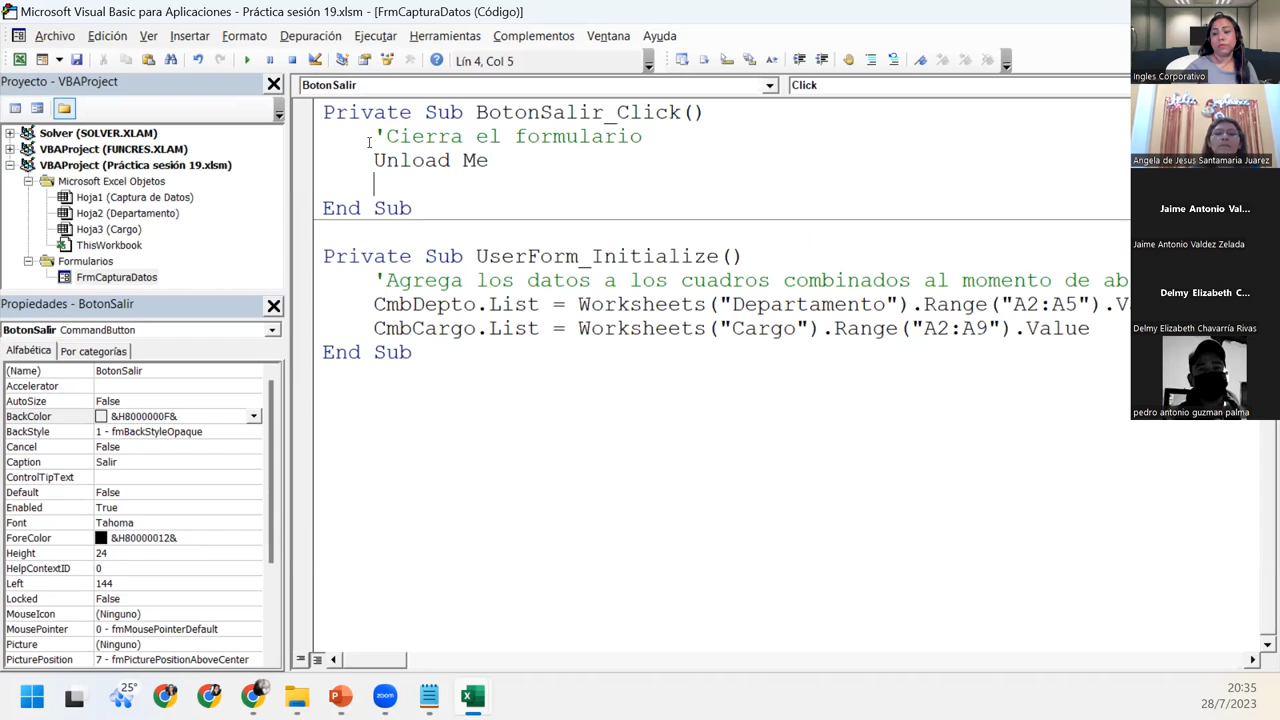 Microsoft Visual Basic para Aplicaciones - Práctica sesión 19.xlsm - [FrmCapturaDatos (Código)]
Archivo Edición Ver Insertar Formato Depuración Ejecutar Herramientas Complementos Ventana Ayuda
Lín 4, Col 5
Proyecto - VBAProject
Solver (SOLVER.XLAM)
VBAProject (FUNCRES.XLAM)
VBAProject (Práctica sesión 19.xlsm)
Microsoft Excel Objetos
Hoja1 (Captura de Datos)
Hoja2 (Departamento)
Hoja3 (Cargo)
ThisWorkbook
Formularios
FrmCapturaDatos
Propiedades - BotonSalir
BotonSalir CommandButton
Alfabética Por categorías
(Name) BotonSalir
Accelerator
AutoSize False
BackColor &H8000000F&
BackStyle 1 - fmBackStyleOpaque
Cancel False
Caption Salir
ControlTipText
Default False
Enabled True
Font Tahoma
ForeColor &H80000012&
Height 24
HelpContextID 0
Left 144
Locked False
MouseIcon (Ninguno)
MousePointer 0 - fmMousePointerDefault
Picture (Ninguno)
PicturePosition 7 - fmPicturePositionAboveCenter
BotonSalir Click
Private Sub BotonSalir_Click()
'Cierra el formulario
Unload Me
End Sub
Private Sub UserForm_Initialize()
'Agrega los datos a los cuadros combinados al momento de ab
CmbDepto.List = Worksheets("Departamento").Range("A2:A5").Va
CmbCargo.List = Worksheets("Cargo").Range("A2:A9").Value
End Sub
Ingles Corporativo
Angela de Jesus Santamaria Juarez
Jaime Antonio Val...
Jaime Antonio Valdez Zelada
Delmy Elizabeth C...
Delmy Elizabeth Chavarría Rivas
pedro antonio guzman palma
25°
zoom
20:35
28/7/2023